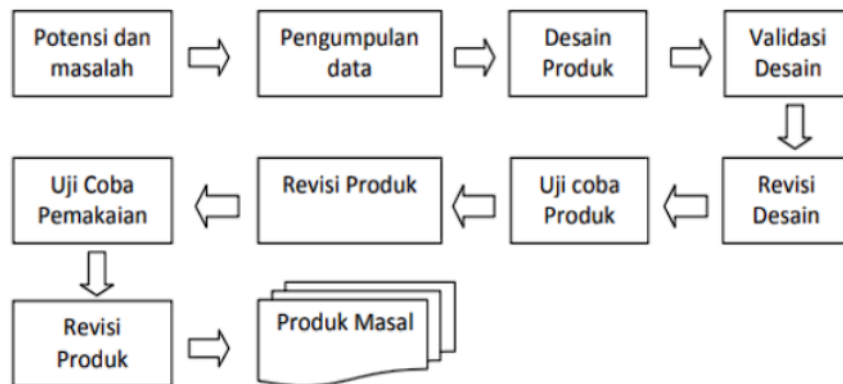 Potensi dan
masalah
Pengumpulan
data
Desain
Produk
Validasi
Desain
Revisi
Desain
Uji coba
Produk
Revisi Produk
Uji Coba
Pemakaian
Revisi
Produk
Produk Masal